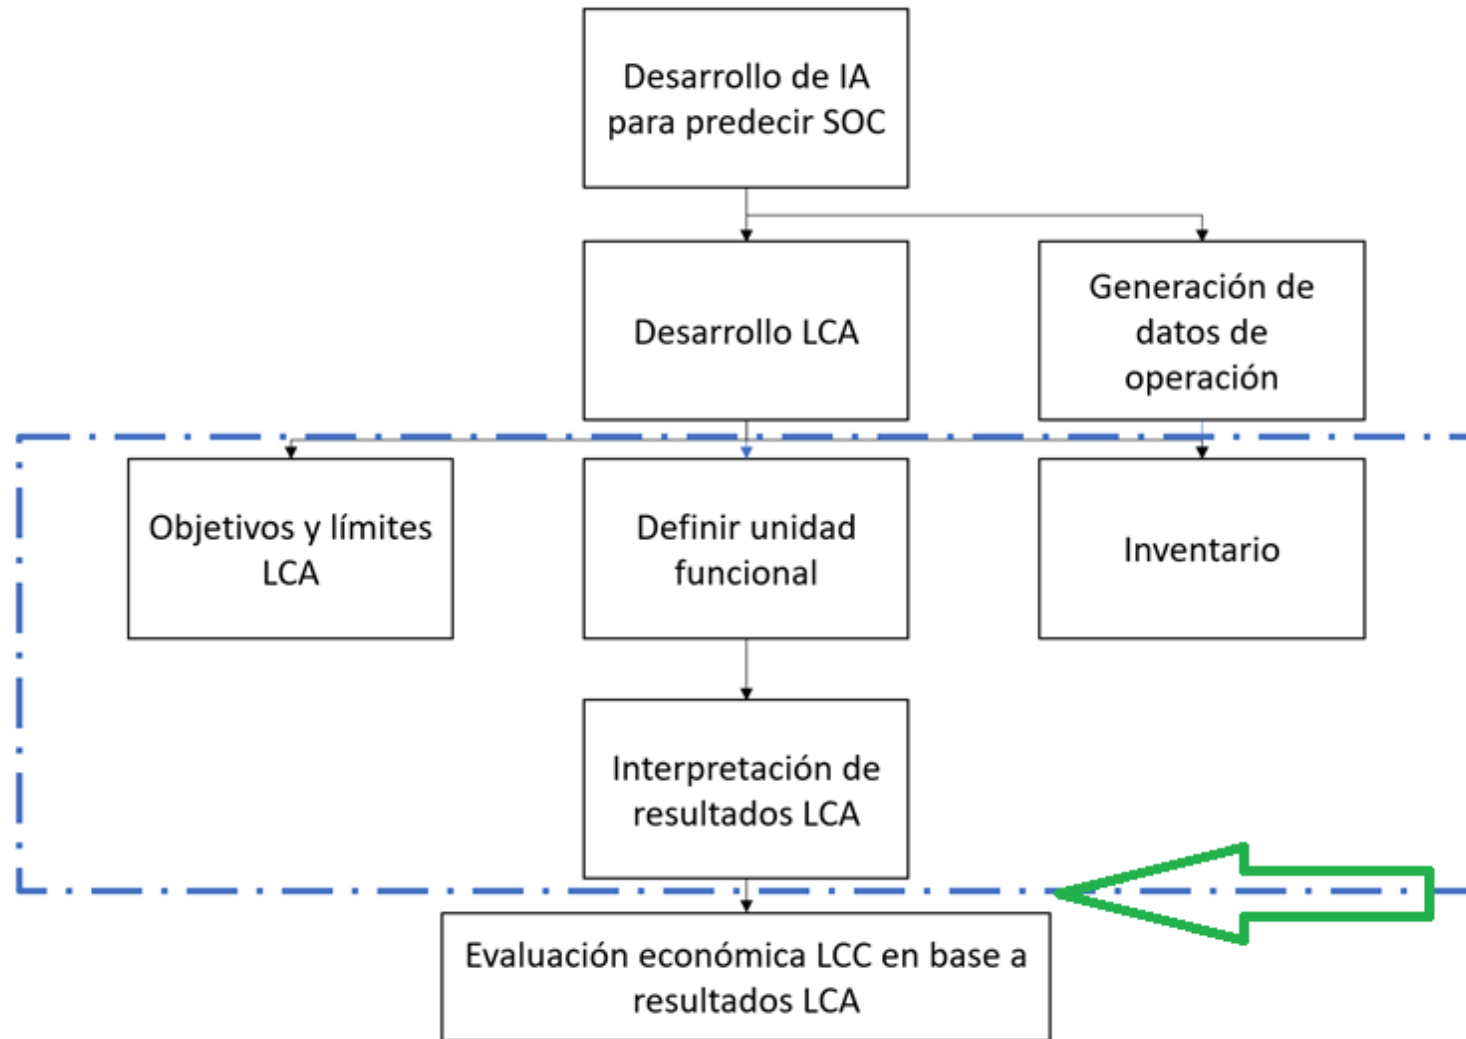 Desarrollo de IA
para predecir SOC
Desarrollo LCA
Generación de
datos de
operación
Objetivos y límites
LCA
Definir unidad
funcional
Inventario
Interpretación de
resultados LCA
Evaluación económica LCC en base a
resultados LCA